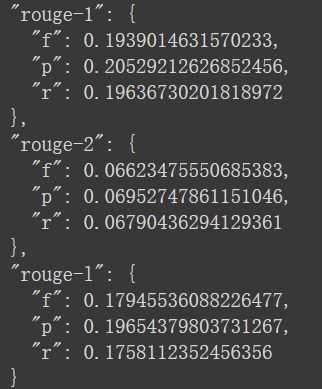 "rouge-1": {
"f": 0.1939014631570233,
"p": 0.20529212626852456,
"r": 0.19636730201818972
},
"rouge-2": {
"f": 0.06623475550685383,
"p": 0.06952747861151046,
"r": 0.06790436294129361
},
"rouge-l": {
"f": 0.17945536088226477,
"p": 0.19654379803731267,
"r": 0.1758112352456356
}